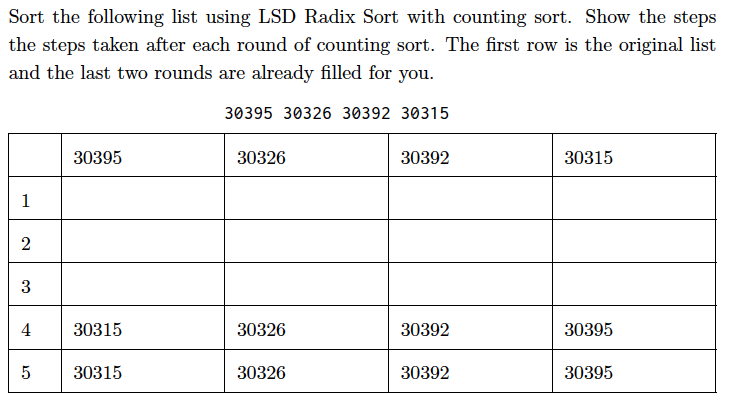 Sort the following list using LSD Radix Sort with counting sort. Show the steps
the steps taken after each round of counting sort. The first row is the original list
and the last two rounds are already filled for you.
30395 30326 30392 30315
30395 30326 30392 30315
1
2
3
4 30315 30326 30392 30395
5 30315 30326 30392 30395